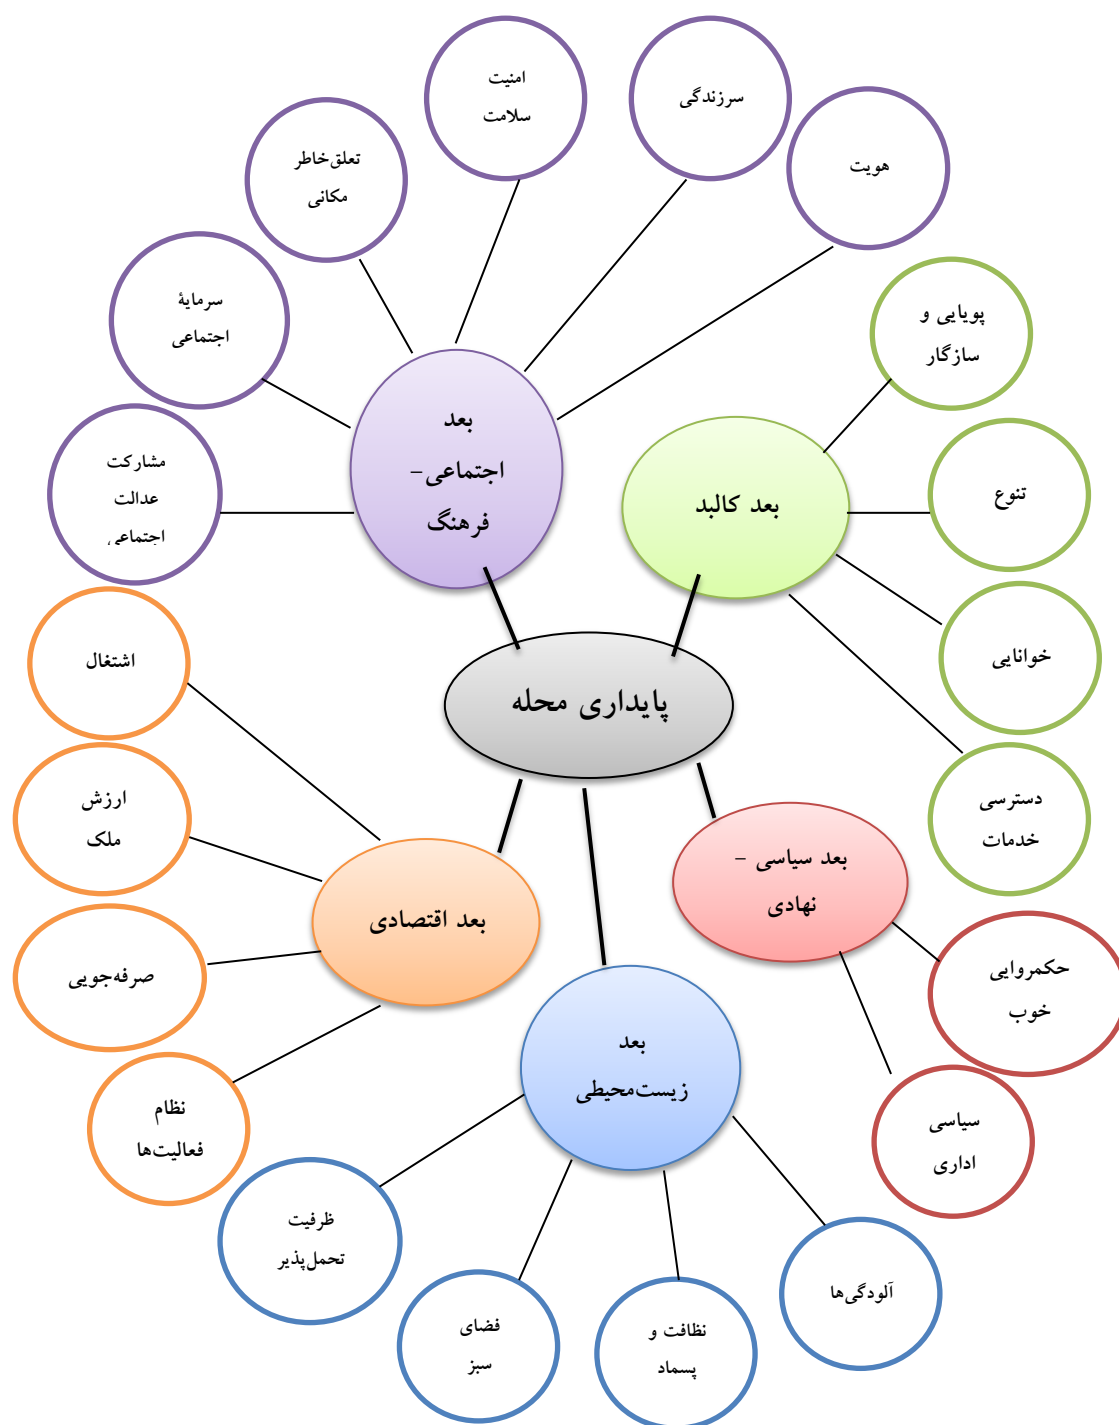 امنیت
سلامت
سرزندگی
هویت
تعلق‌خاطر
مکانی
سرمایهٔ
اجتماعی
مشارکت
عدالت
اجتماعی
بعد
اجتماعی-
فرهنگ
پویایی و
سازگار
تنوع
خوانایی
دسترسی
خدمات
بعد کالبد
پایداری محله
اشتغال
ارزش
ملک
صرفه‌جویی
نظام
فعالیت‌ها
بعد اقتصادی
بعد سیاسی -
نهادی
حکمروایی
خوب
سیاسی
اداری
بعد
زیست‌محیطی
ظرفیت
تحمل‌پذیر
فضای
سبز
نظافت و
پسماد
آلودگی‌ها